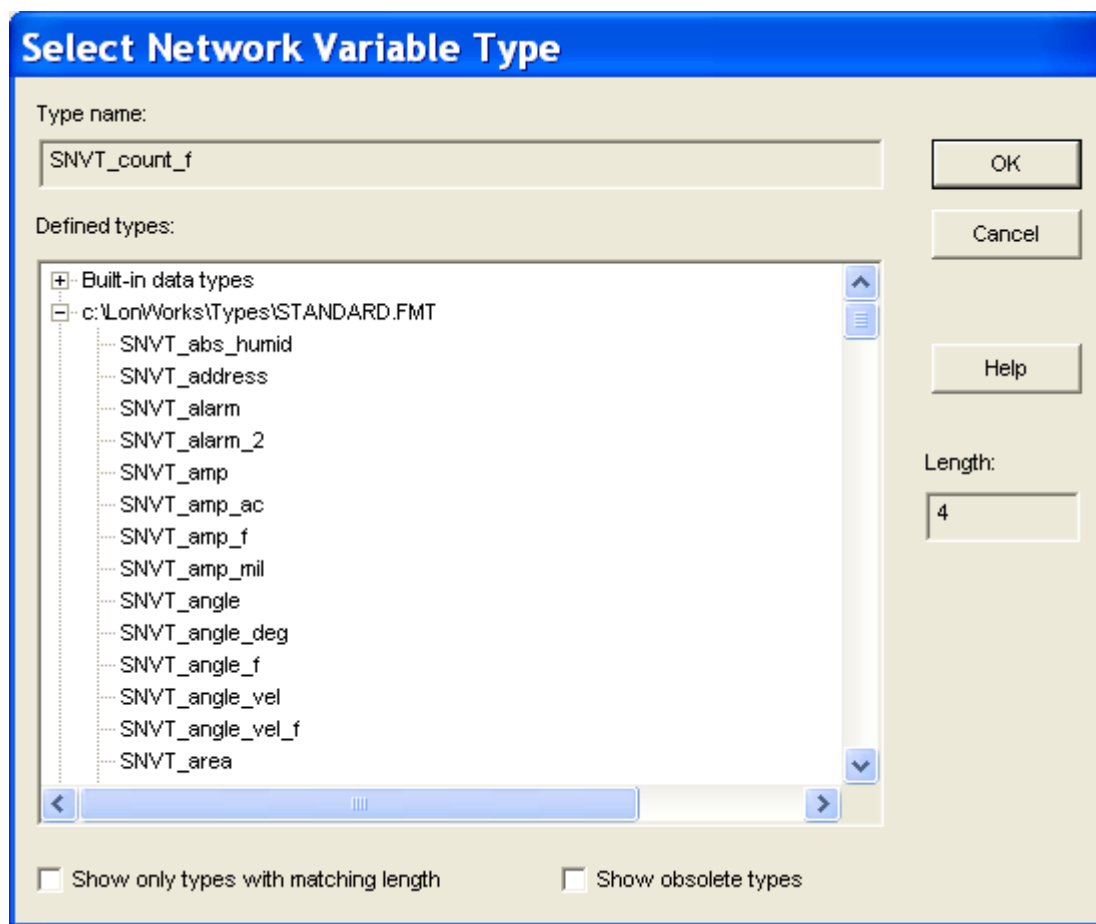 Select Network Variable Type
Type name:
SNVT_count_f
OK
Defined types:
Cancel
Built-in data types
c:\LonWorks\Types\STANDARD.FMT
SNVT_abs_humid
SNVT_address
Help
SNVT_alarm
SNVT_alarm_2
Length:
SNVT_amp
SNVT_amp_ac
4
SNVT_amp_f
SNVT_amp_mil
SNVT_angle
SNVT_angle_deg
SNVT_angle_f
SNVT_angle_vel
SNVT_angle_vel_f
SNVT_area
Show only types with matching length
Show obsolete types